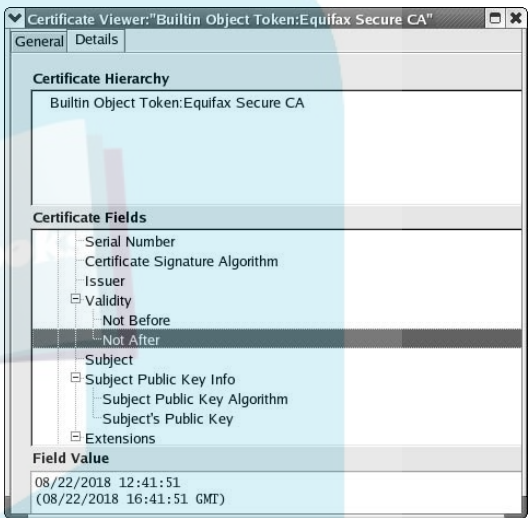 Certificate Viewer:"Builtin Object Token:Equifax Secure CA"
General Details
Certificate Hierarchy
Builtin Object Token:Equifax Secure CA
Certificate Fields
Serial Number
Certificate Signature Algorithm
Issuer
Validity
Not Before
Not After
Subject
Subject Public Key Info
Subject Public Key Algorithm
Subject's Public Key
Extensions
Field Value
08/22/2018 12:41:51
(08/22/2018 16:41:51 GMT)